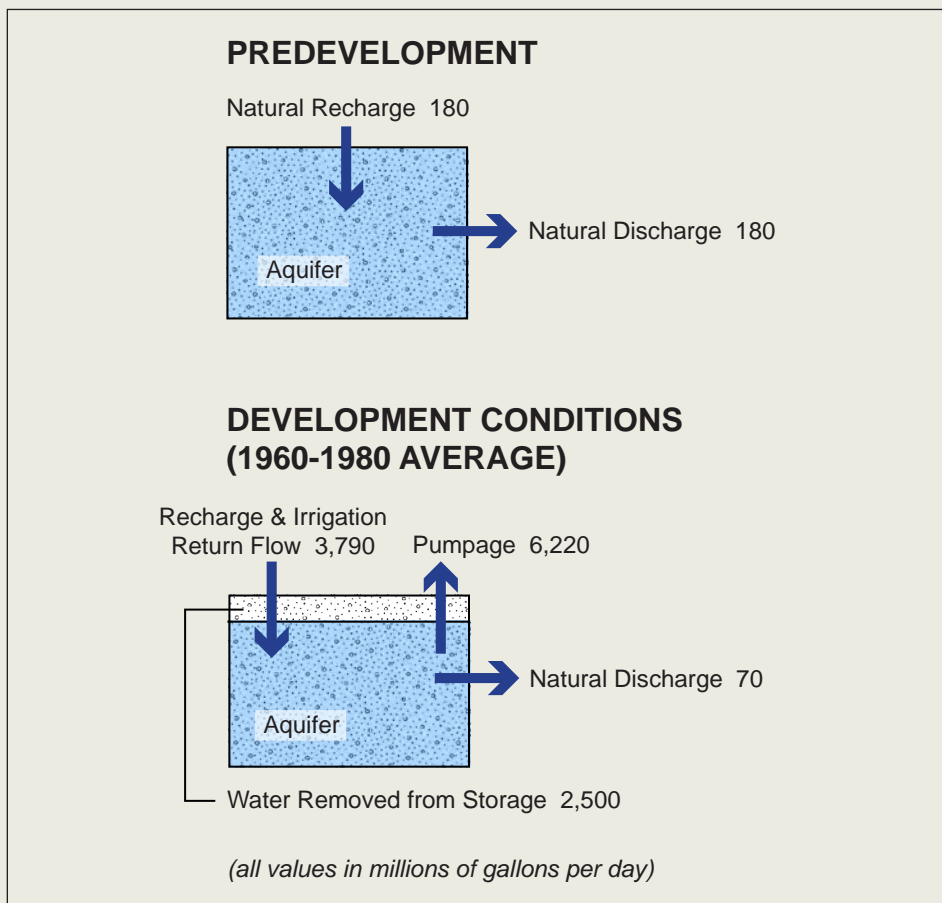 PREDEVELOPMENT
Natural Recharge 180
Natural Discharge 180
Aquifer
DEVELOPMENT CONDITIONS
(1960-1980 AVERAGE)
Recharge & Irrigation
Return Flow 3,790
Pumpage 6,220
Natural Discharge 70
Aquifer
Water Removed from Storage 2,500
(all values in millions of gallons per day)